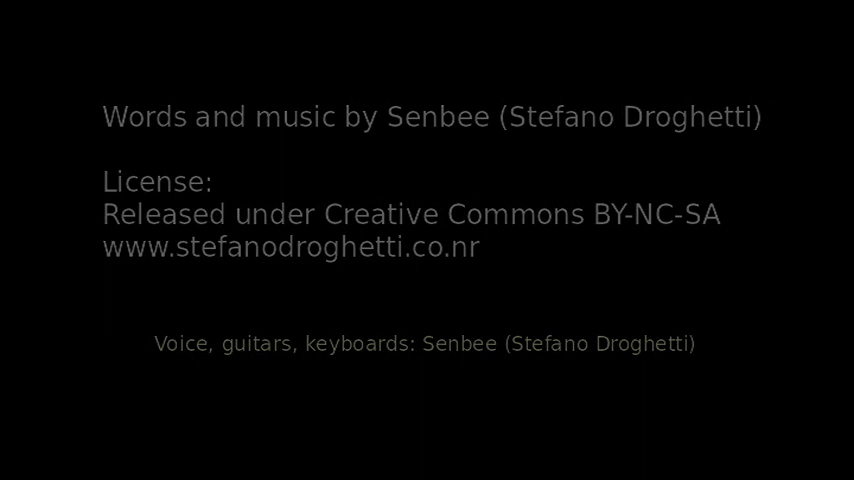 Words and music by Senbee (Stefano Droghetti)
License:
Released under Creative Commons BY-NC-SA
www.stefanodroghetti.co.nr
Voice, guitars, keyboards: Senbee (Stefano Droghetti)